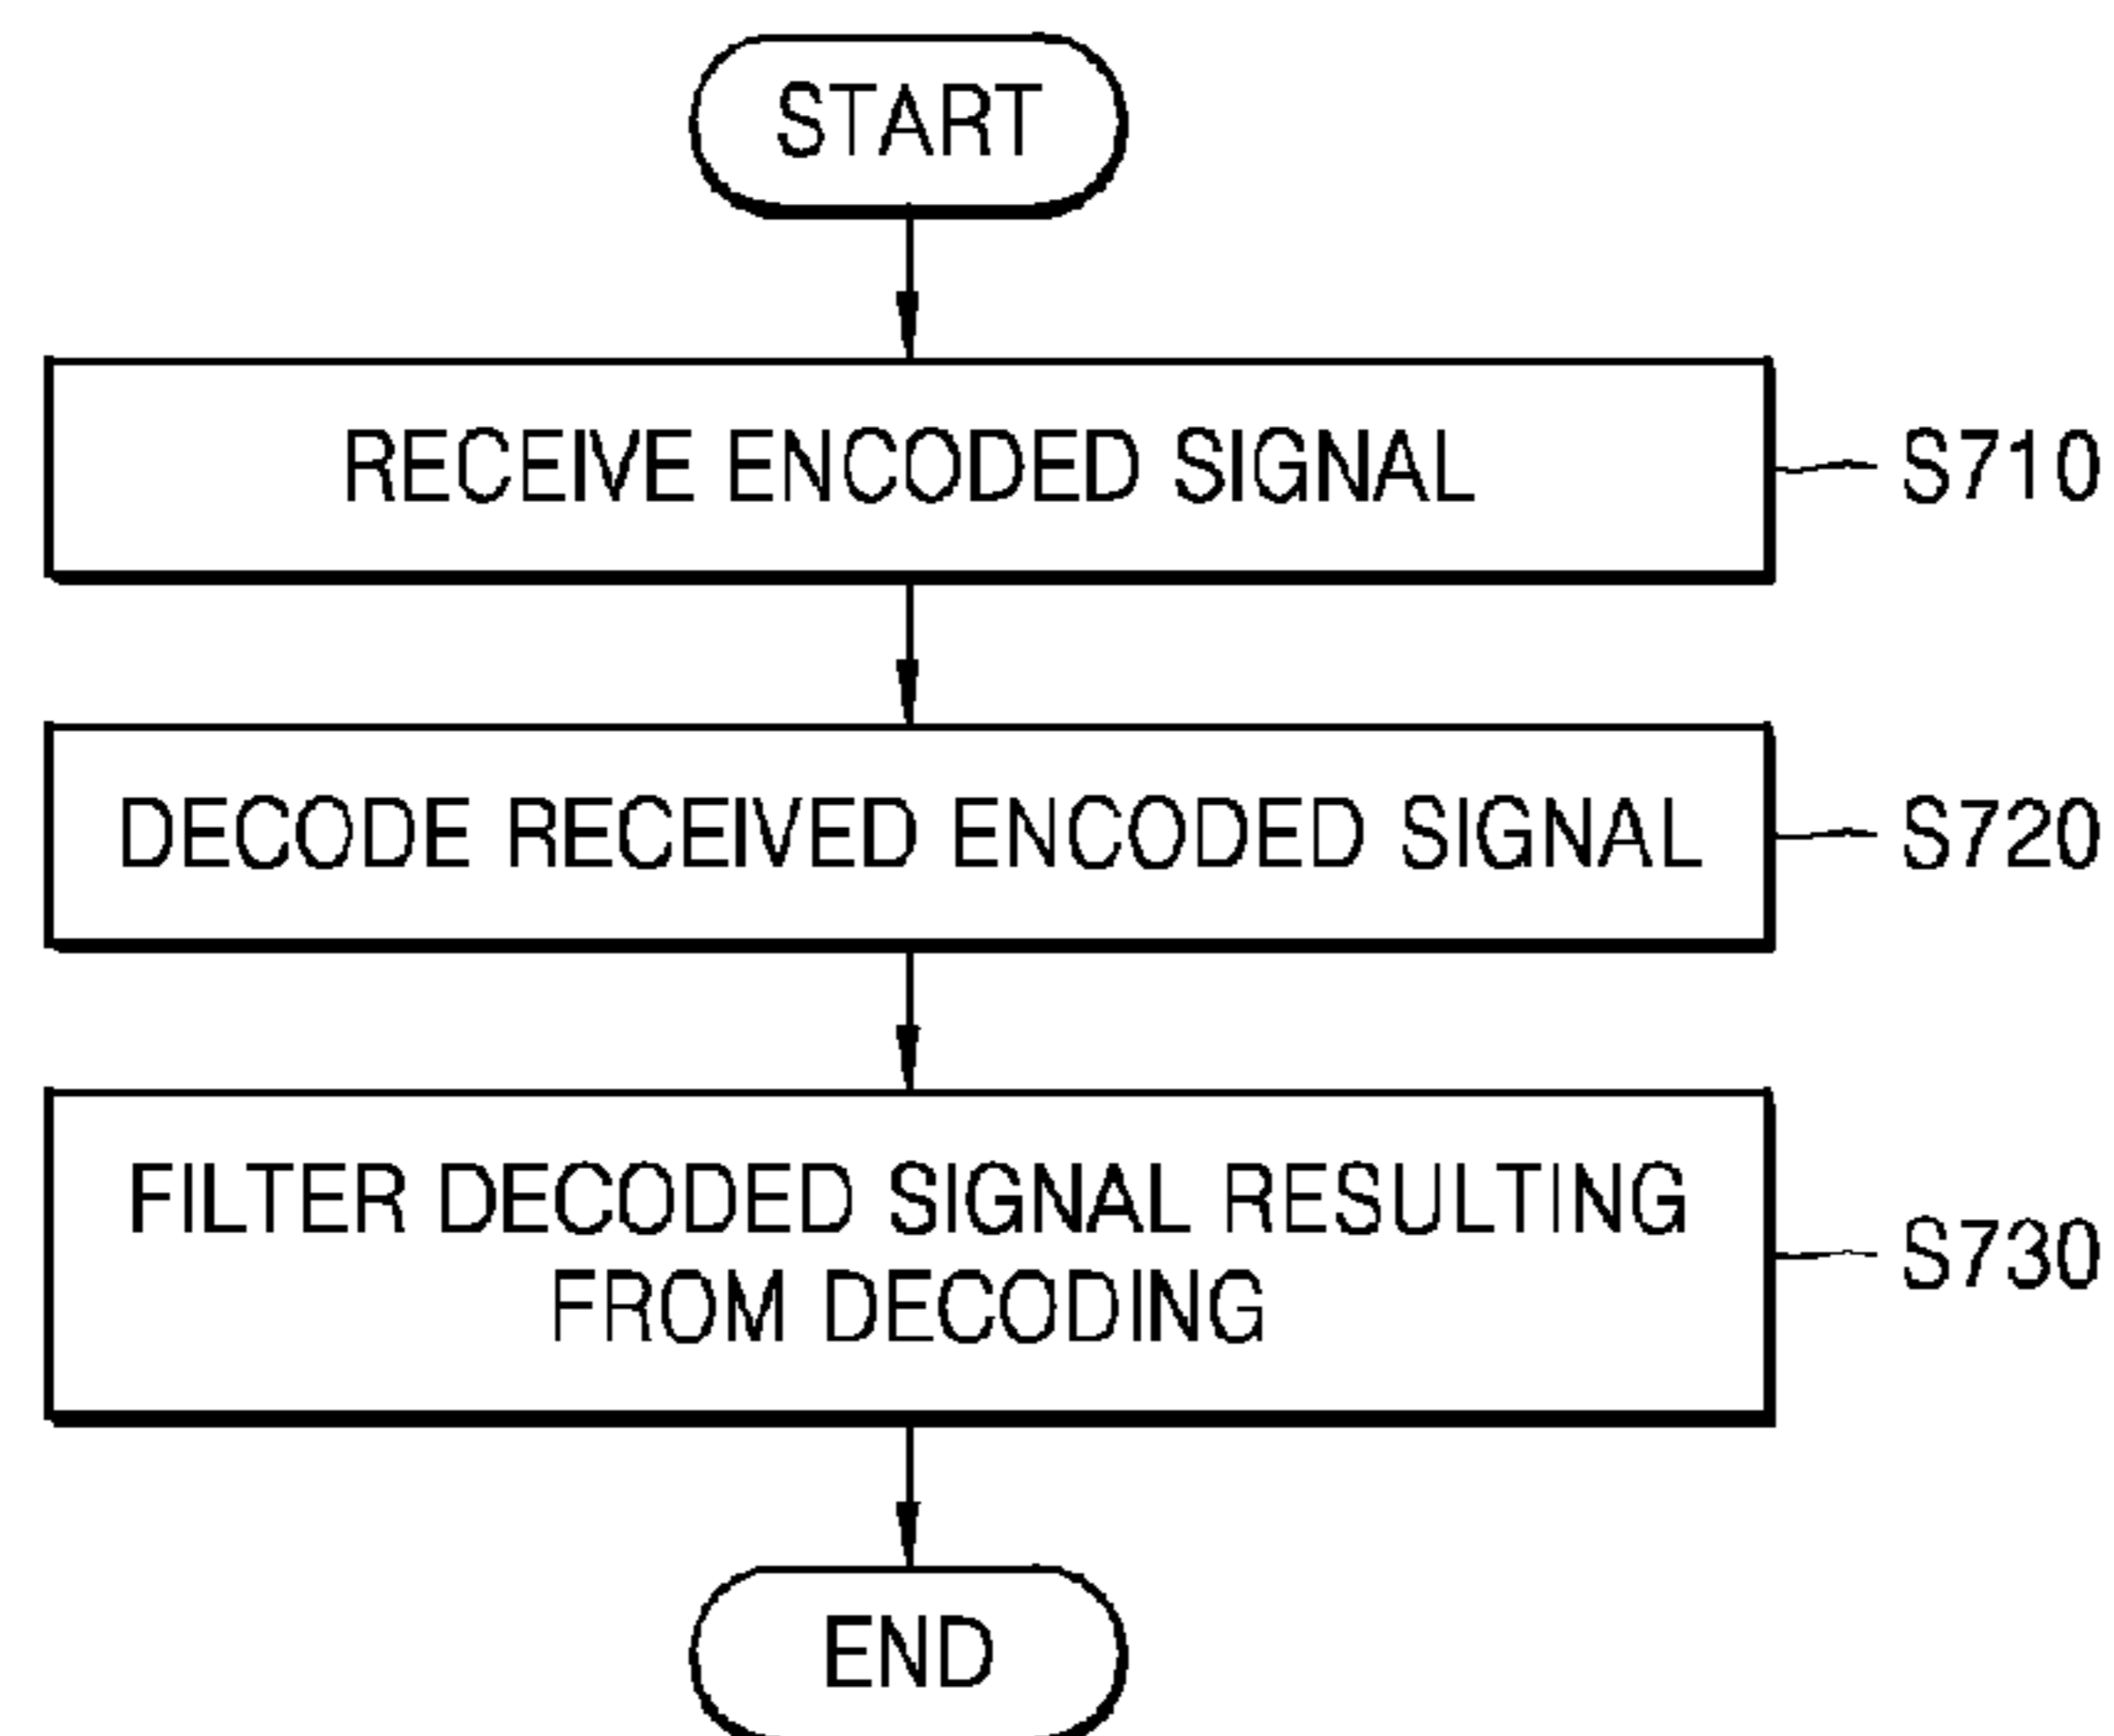 START
RECEIVE ENCODED SIGNAL
S710
DECODE RECEIVED ENCODED SIGNAL
S720
FILTER DECODED SIGNAL RESULTING
FROM DECODING
S730
END